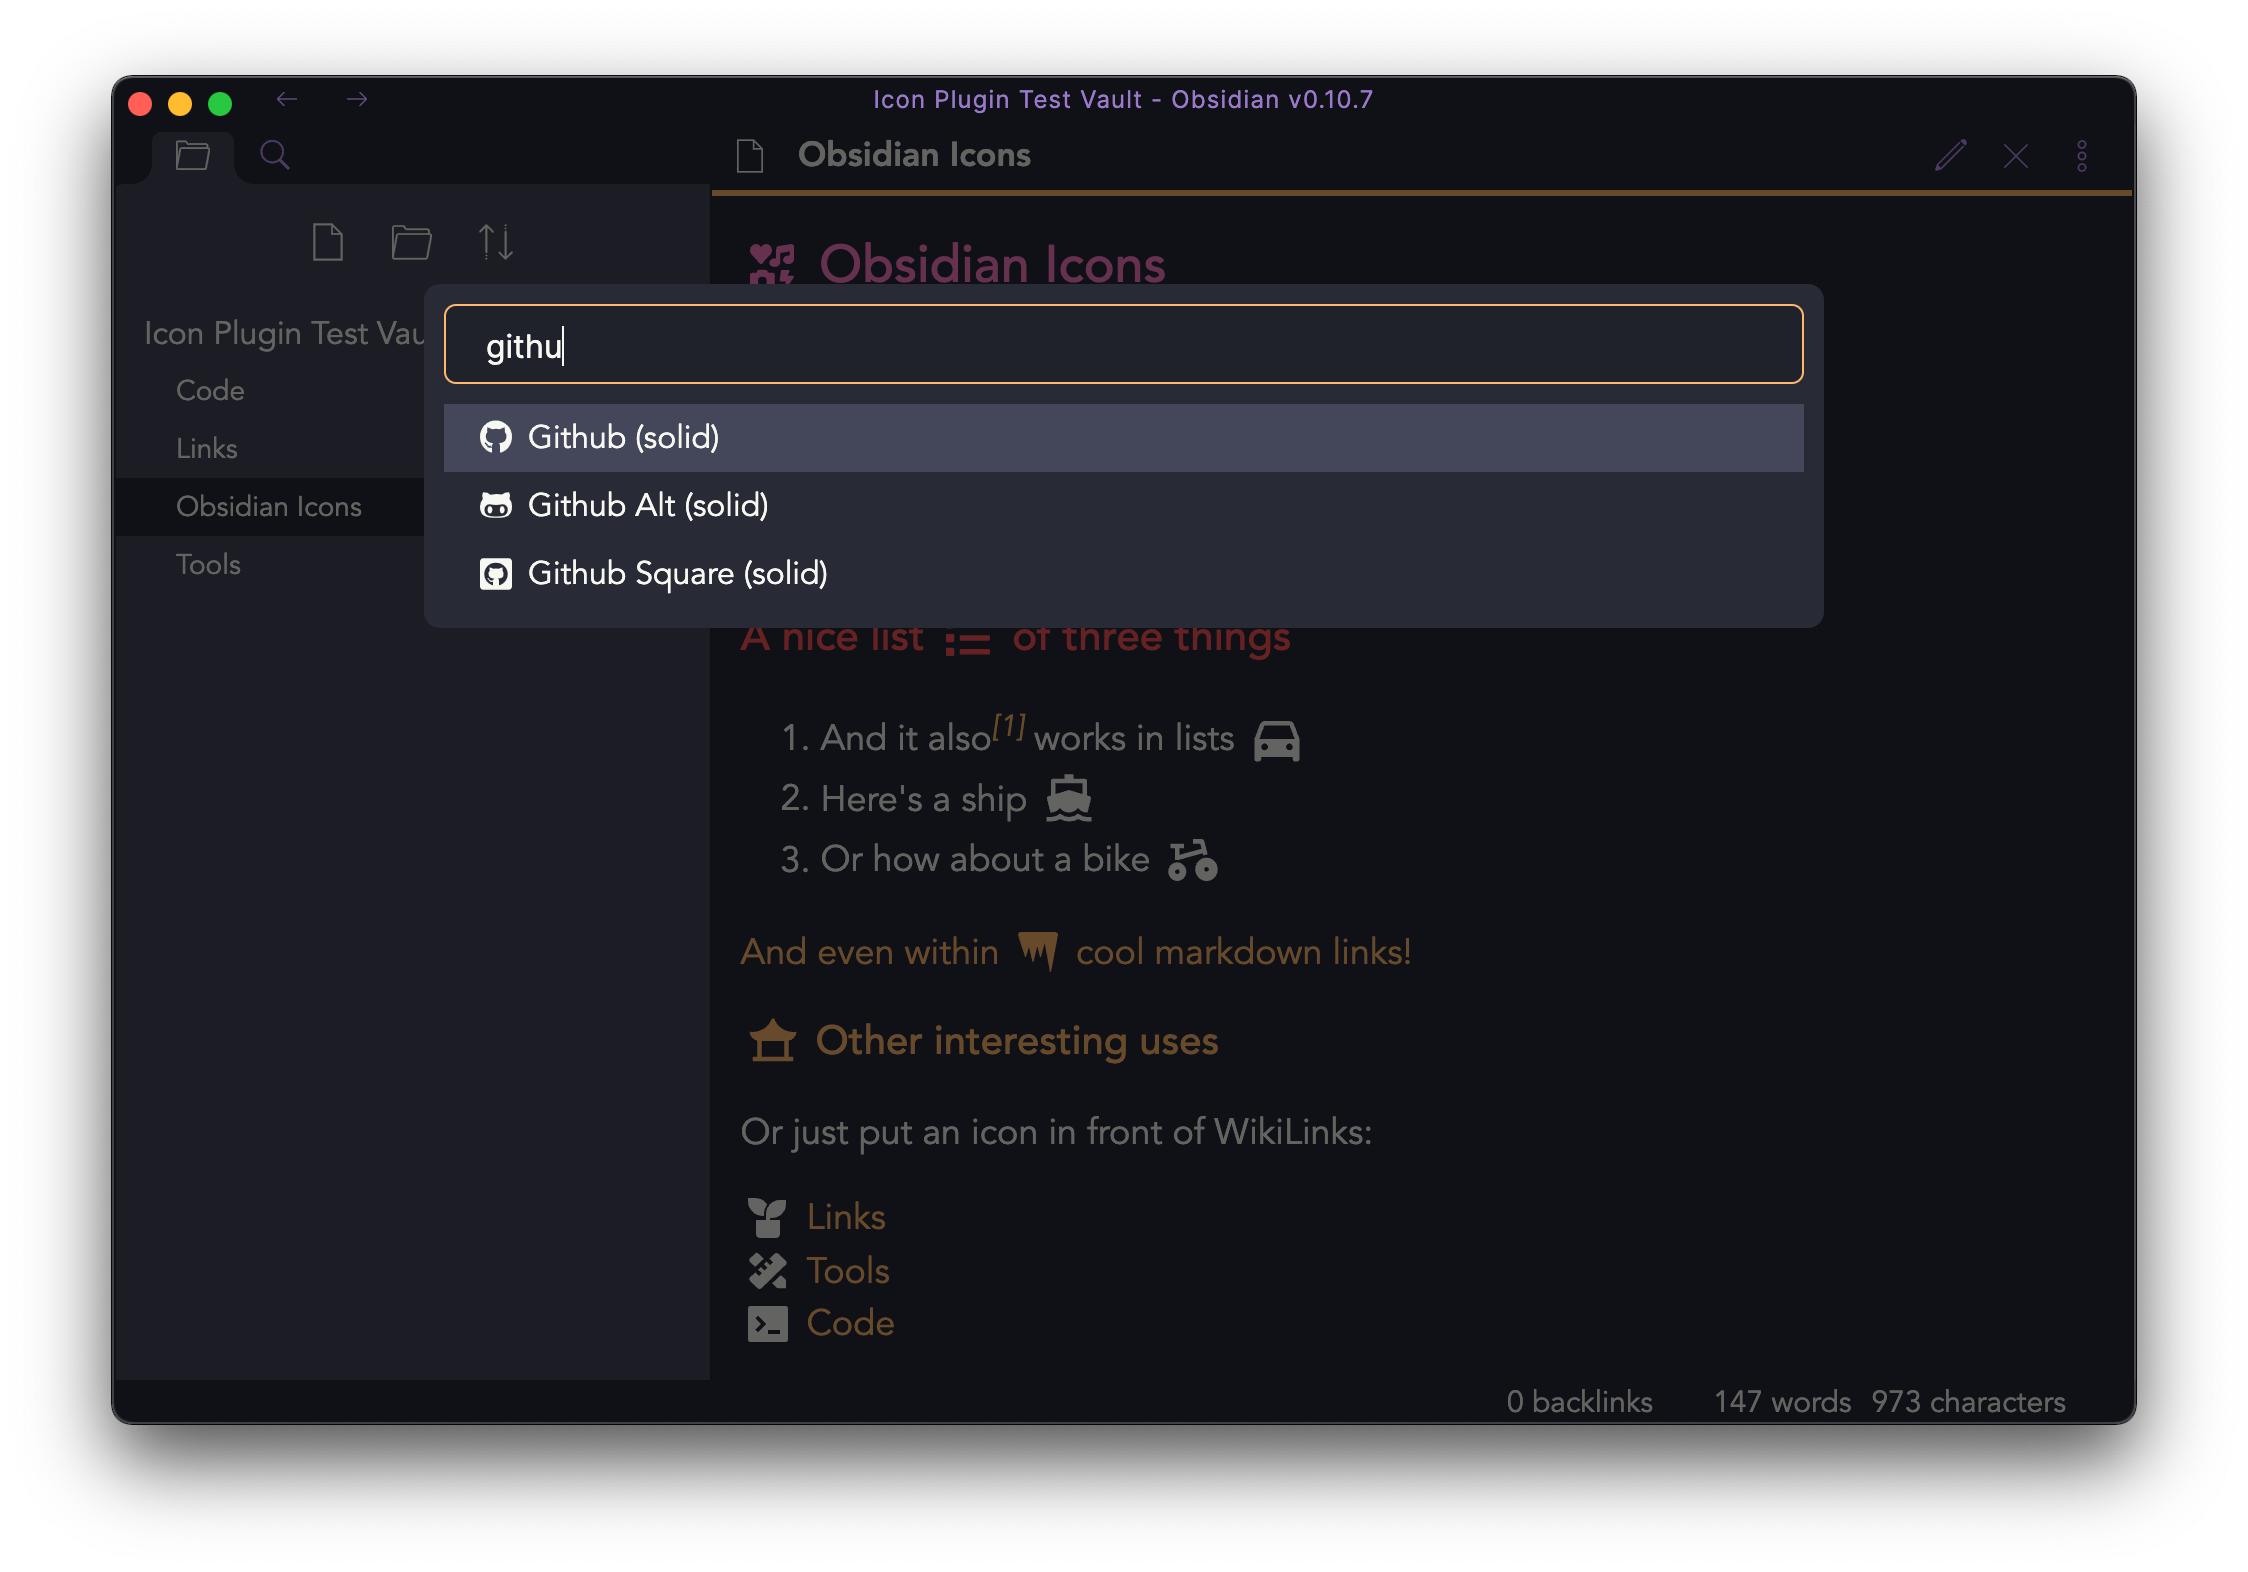 Icon Plugin Test Vault - Obsidian v0.10.7
Obsidian Icons
Obsidian Icons
Icon Plugin Test Vau
Code
Links
Obsidian Icons
Tools
githu
Github (solid)
Github Alt (solid)
Github Square (solid)
A nice list of three things
1. And it also[1] works in lists
2. Here's a ship
3. Or how about a bike
And even within cool markdown links!
Other interesting uses
Or just put an icon in front of WikiLinks:
Links
Tools
Code
0 backlinks 147 words 973 characters